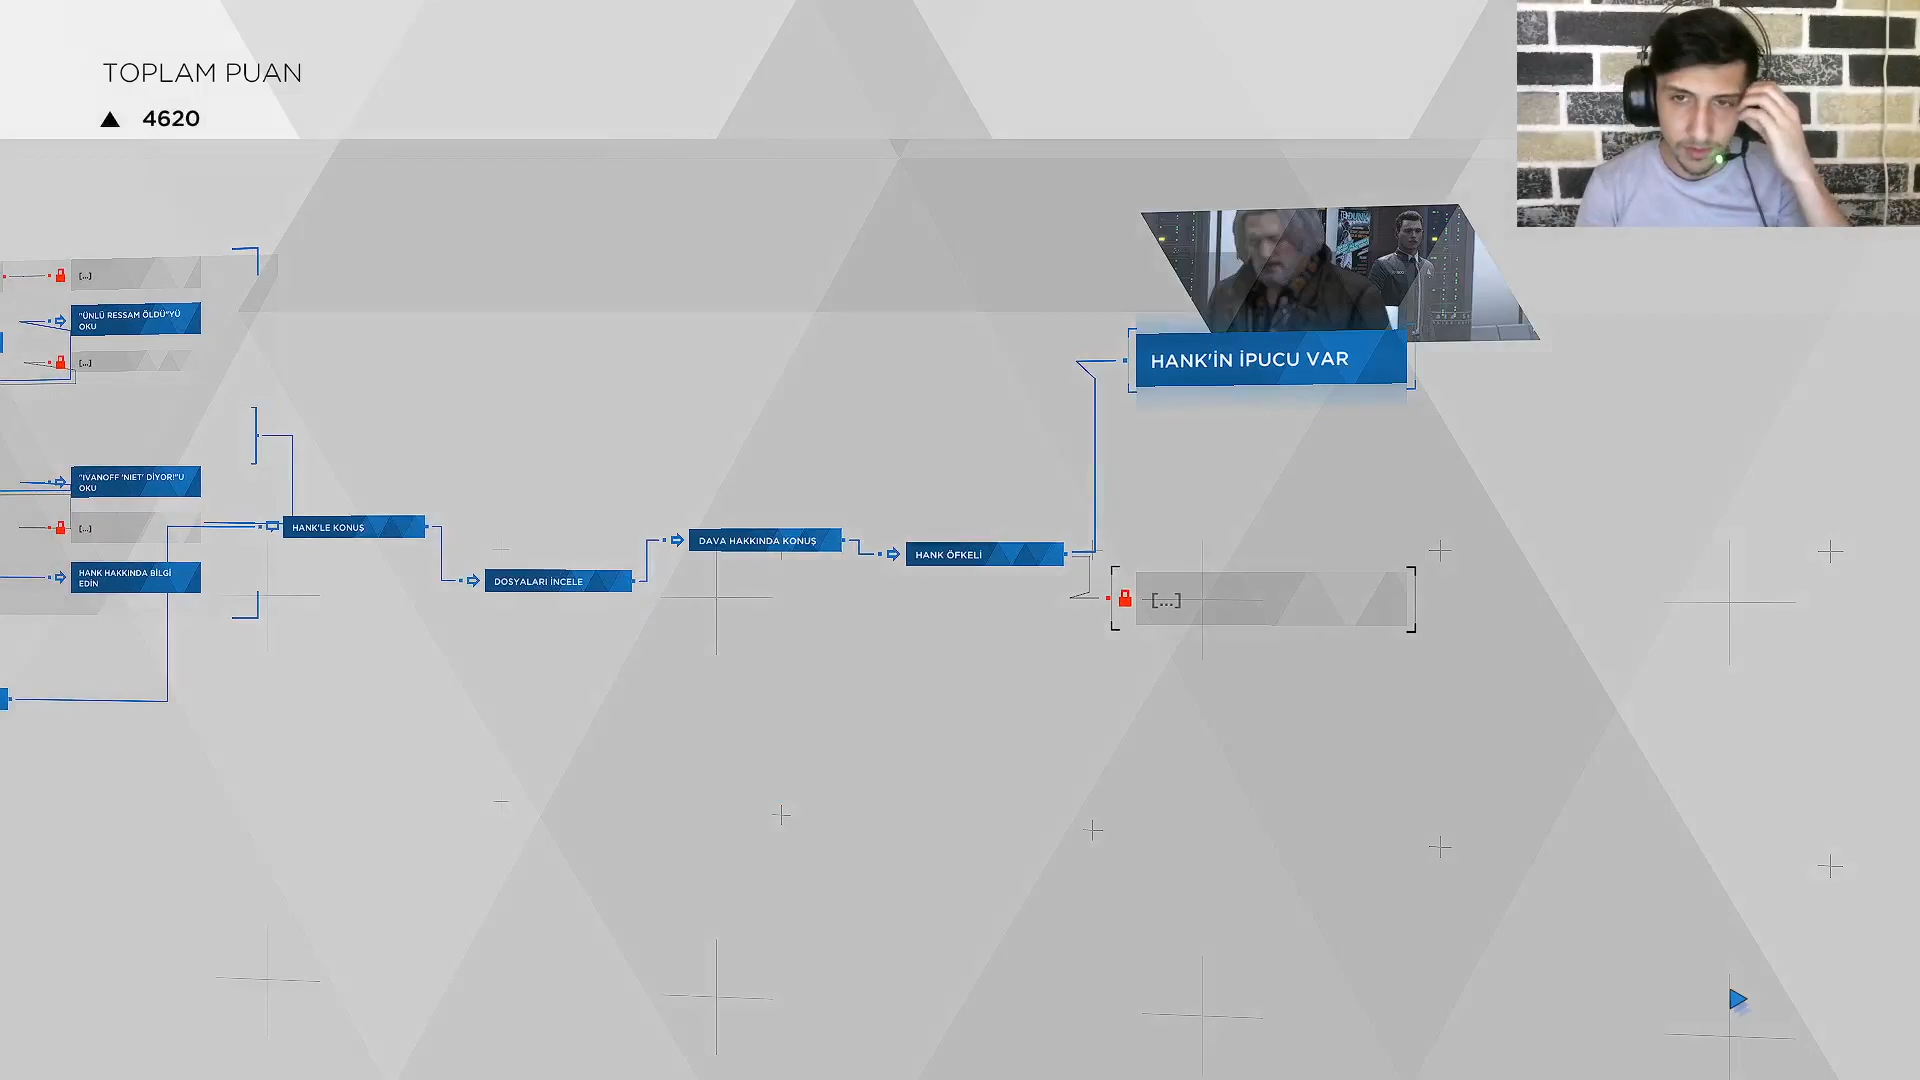 TOPLAM PUAN
4620
[...]
"ÜNLÜ RESSAM ÖLDÜ"YÜ
OKU
[...]
"IVANOFF 'NIET' DİYOR!"U
OKU
[...]
HANK HAKKINDA BİLGİ
EDİN
HANK'LE KONUŞ
DOSYALARI İNCELE
DAVA HAKKINDA KONUŞ
HANK ÖFKELİ
HANK'İN İPUCU VAR
[...]